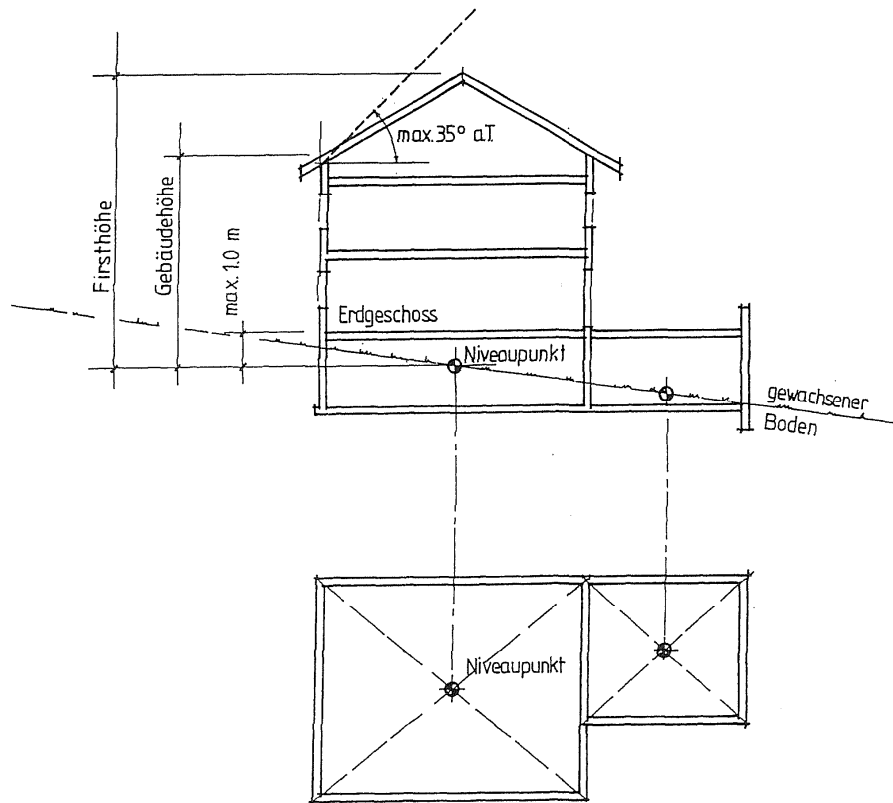 max.35° a.T.
Firsthöhe
Gebäudehöhe
max. 1.0 m
Erdgeschoss
Niveaupunkt
gewachsener
Boden
Niveaupunkt